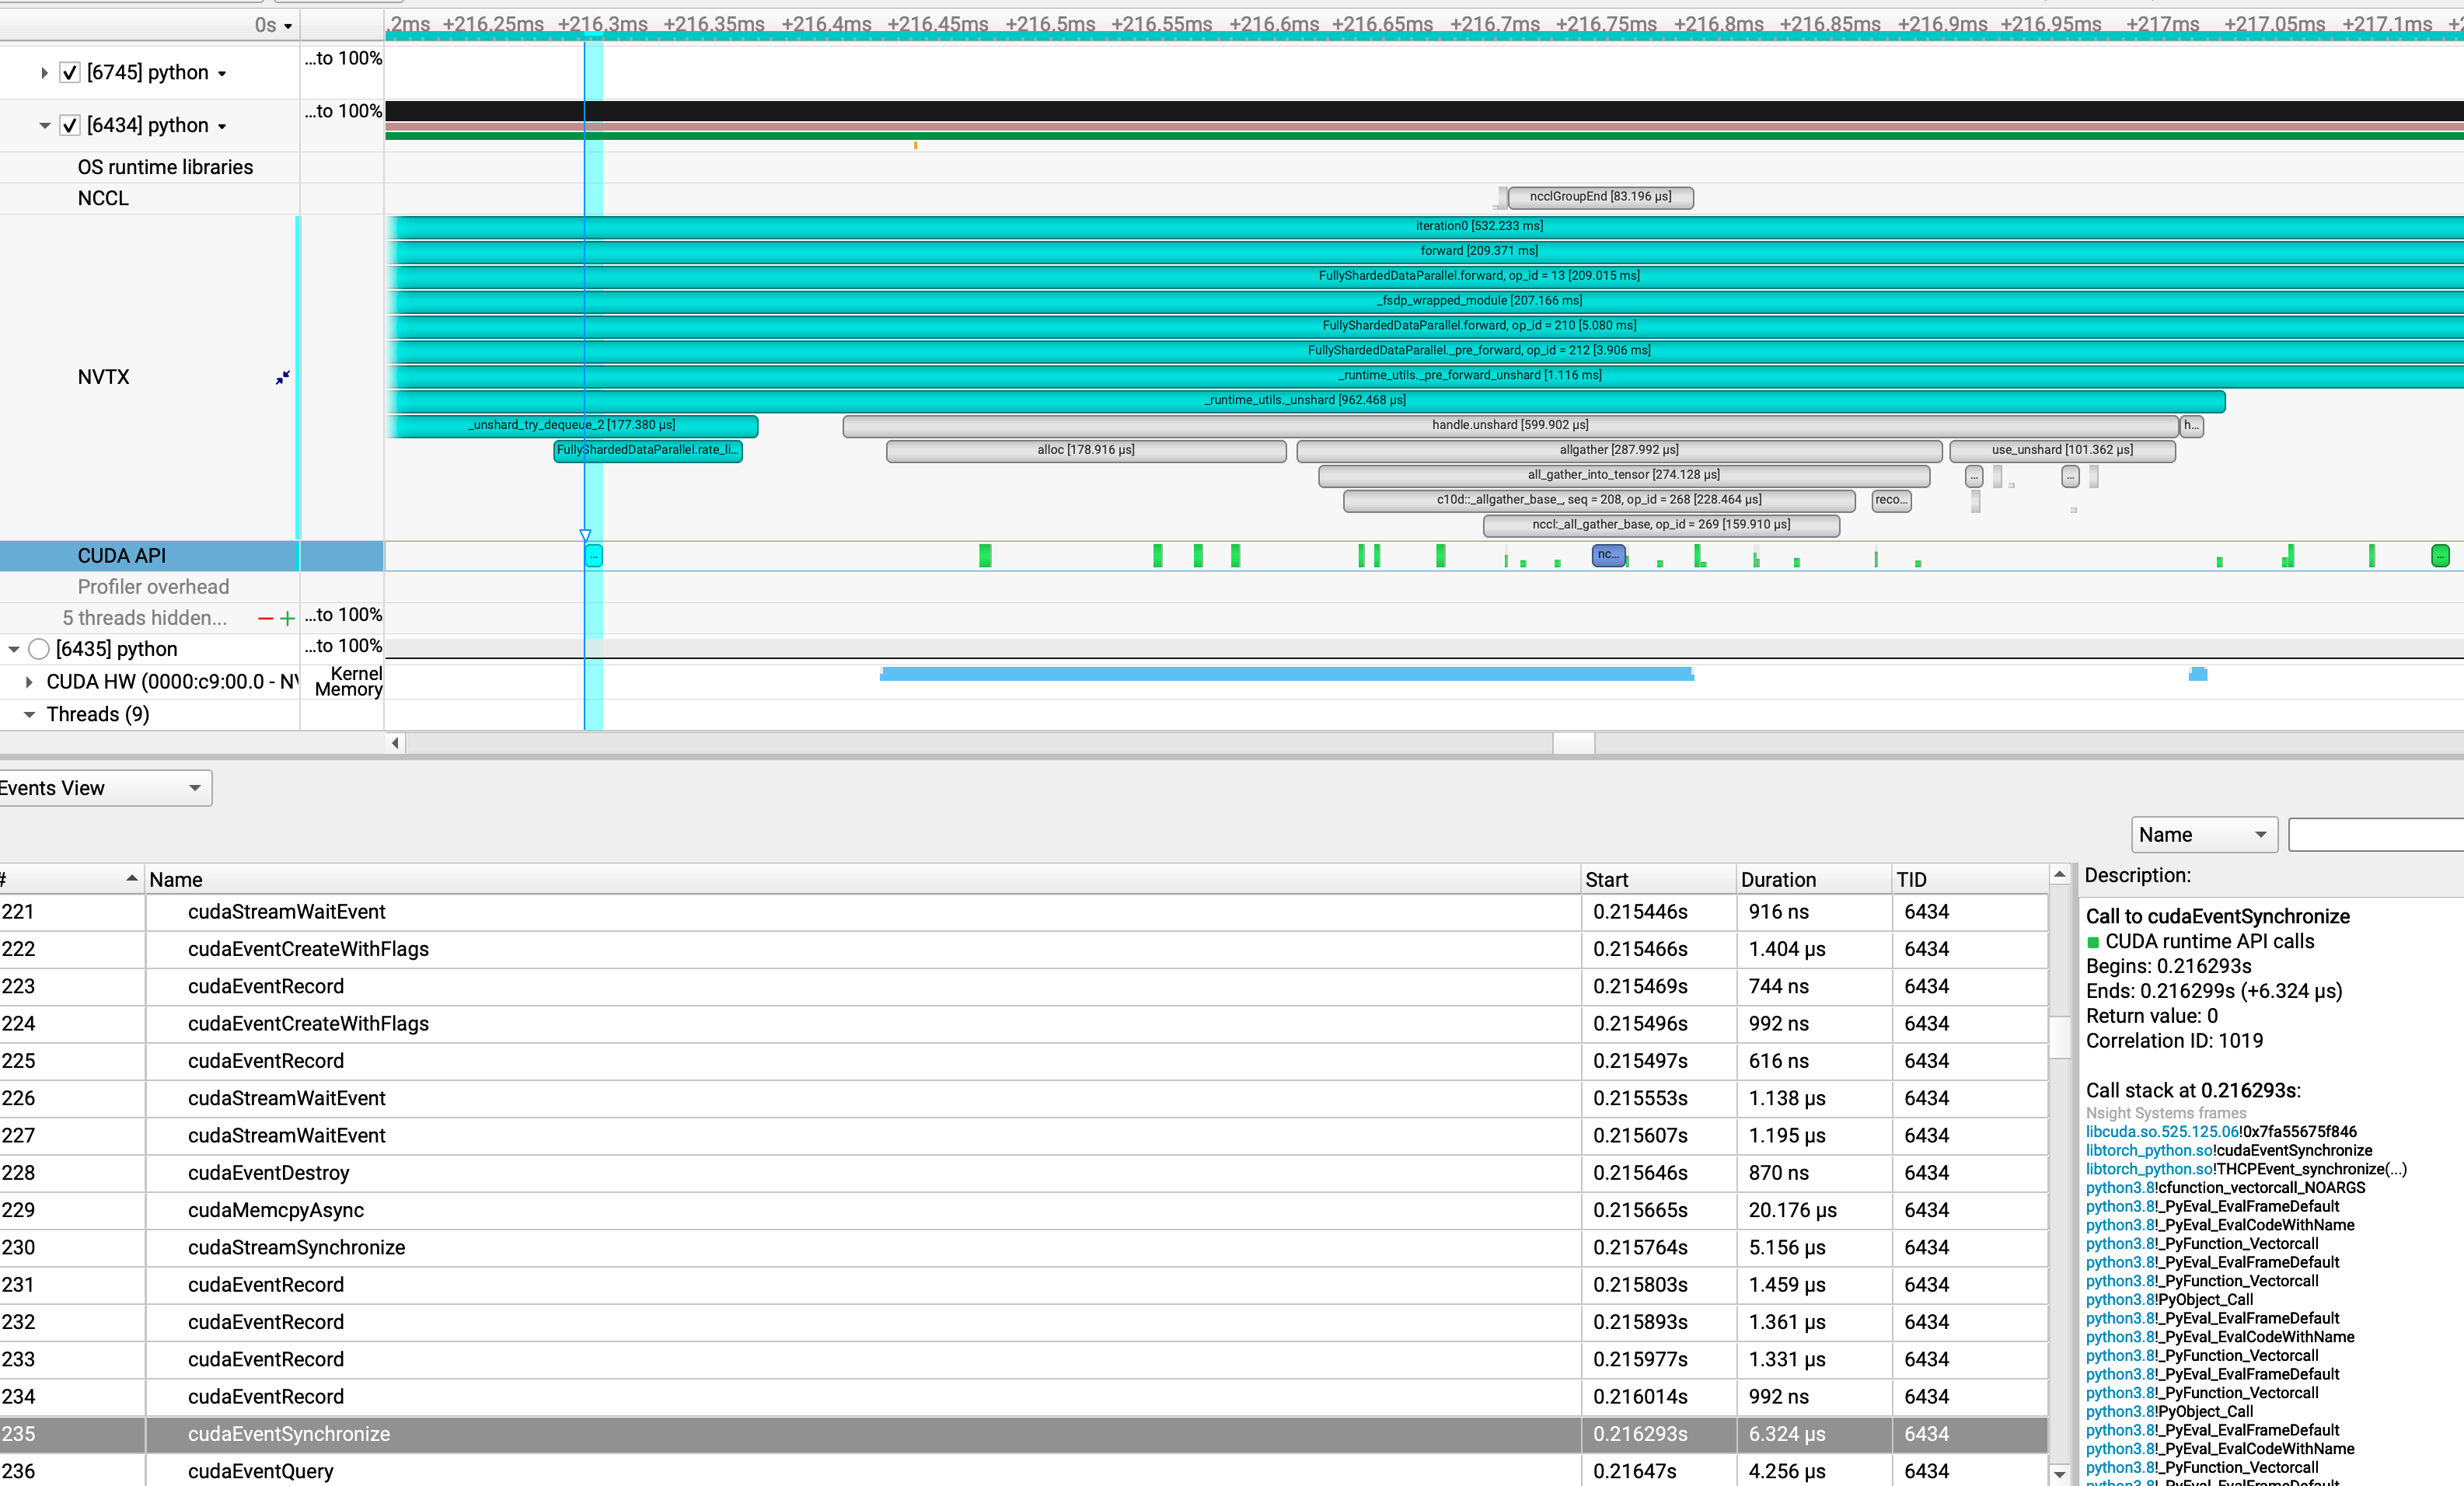 0s
.2ms +216.25ms +216.3ms +216.35ms +216.4ms +216.45ms +216.5ms +216.55ms +216.6ms +216.65ms +216.7ms +216.75ms +216.8ms +216.85ms +216.9ms +216.95ms +217ms +217.05ms +217.1ms
[6745] python
...to 100%
[6434] python
...to 100%
OS runtime libraries
NCCL
ncclGroupEnd [83.196 µs]
NVTX
iteration0 [532.233 ms]
forward [209.371 ms]
FullyShardedDataParallel.forward, op_id = 13 [209.015 ms]
_fsdp_wrapped_module [207.166 ms]
FullyShardedDataParallel.forward, op_id = 210 [5.080 ms]
FullyShardedDataParallel._pre_forward, op_id = 212 [3.906 ms]
_runtime_utils._pre_forward_unshard [1.116 ms]
_runtime_utils._unshard [962.468 µs]
_unshard_try_dequeue_2 [177.380 µs]
handle.unshard [599.902 µs]
h...
FullyShardedDataParallel.rate_li...
alloc [178.916 µs]
allgather [287.992 µs]
use_unshard [101.362 µs]
all_gather_into_tensor [274.128 µs]
...
...
c10d::_allgather_base_, seq = 208, op_id = 268 [228.464 µs]
reco...
nccl:_all_gather_base, op_id = 269 [159.910 µs]
CUDA API
...
nc...
...
Profiler overhead
5 threads hidden...
...to 100%
[6435] python
...to 100%
CUDA HW (0000:c9:00.0 - NV
Kernel
Memory
Threads (9)
Events View
Name
# Name Start Duration TID
221 cudaStreamWaitEvent 0.215446s 916 ns 6434
222 cudaEventCreateWithFlags 0.215466s 1.404 µs 6434
223 cudaEventRecord 0.215469s 744 ns 6434
224 cudaEventCreateWithFlags 0.215496s 992 ns 6434
225 cudaEventRecord 0.215497s 616 ns 6434
226 cudaStreamWaitEvent 0.215553s 1.138 µs 6434
227 cudaStreamWaitEvent 0.215607s 1.195 µs 6434
228 cudaEventDestroy 0.215646s 870 ns 6434
229 cudaMemcpyAsync 0.215665s 20.176 µs 6434
230 cudaStreamSynchronize 0.215764s 5.156 µs 6434
231 cudaEventRecord 0.215803s 1.459 µs 6434
232 cudaEventRecord 0.215893s 1.361 µs 6434
233 cudaEventRecord 0.215977s 1.331 µs 6434
234 cudaEventRecord 0.216014s 992 ns 6434
235 cudaEventSynchronize 0.216293s 6.324 µs 6434
236 cudaEventQuery 0.21647s 4.256 µs 6434
Description:
Call to cudaEventSynchronize
CUDA runtime API calls
Begins: 0.216293s
Ends: 0.216299s (+6.324 µs)
Return value: 0
Correlation ID: 1019
Call stack at 0.216293s:
Nsight Systems frames
libcuda.so.525.125.06!0x7fa55675f846
libtorch_python.so!cudaEventSynchronize
libtorch_python.so!THCPEvent_synchronize(...)
python3.8!cfunction_vectorcall_NOARGS
python3.8!_PyEval_EvalFrameDefault
python3.8!_PyEval_EvalCodeWithName
python3.8!_PyFunction_Vectorcall
python3.8!_PyEval_EvalFrameDefault
python3.8!_PyFunction_Vectorcall
python3.8!PyObject_Call
python3.8!_PyEval_EvalFrameDefault
python3.8!_PyEval_EvalCodeWithName
python3.8!_PyFunction_Vectorcall
python3.8!_PyEval_EvalFrameDefault
python3.8!_PyFunction_Vectorcall
python3.8!PyObject_Call
python3.8!_PyEval_EvalFrameDefault
python3.8!_PyEval_EvalCodeWithName
python3.8!_PyFunction_Vectorcall